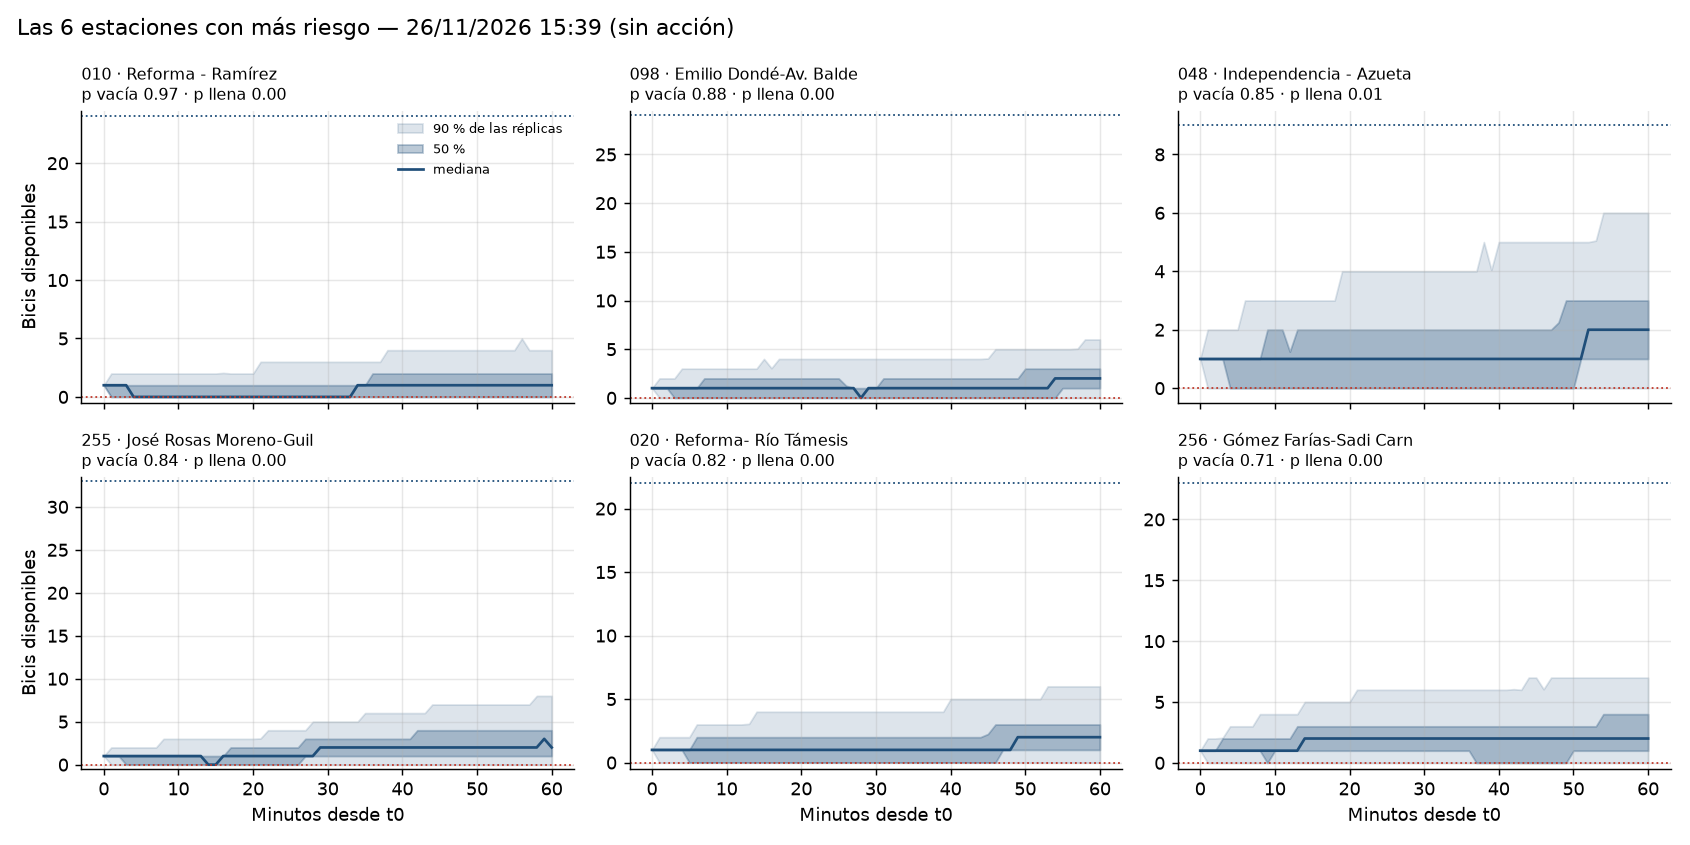 Las 6 estaciones con más riesgo — 26/11/2026 15:39 (sin acción)
010 · Reforma - Ramírez
p vacía 0.97 · p llena 0.00
90 % de las réplicas
50 %
mediana
Bicis disponibles
20
15
10
5
0
098 · Emilio Dondé-Av. Balde
p vacía 0.88 · p llena 0.00
25
20
15
10
5
0
048 · Independencia - Azueta
p vacía 0.85 · p llena 0.01
8
6
4
2
0
255 · José Rosas Moreno-Guil
p vacía 0.84 · p llena 0.00
Bicis disponibles
30
25
20
15
10
5
0
0 10 20 30 40 50 60
Minutos desde t0
020 · Reforma- Río Támesis
p vacía 0.82 · p llena 0.00
20
15
10
5
0
0 10 20 30 40 50 60
Minutos desde t0
256 · Gómez Farías-Sadi Carn
p vacía 0.71 · p llena 0.00
20
15
10
5
0
0 10 20 30 40 50 60
Minutos desde t0